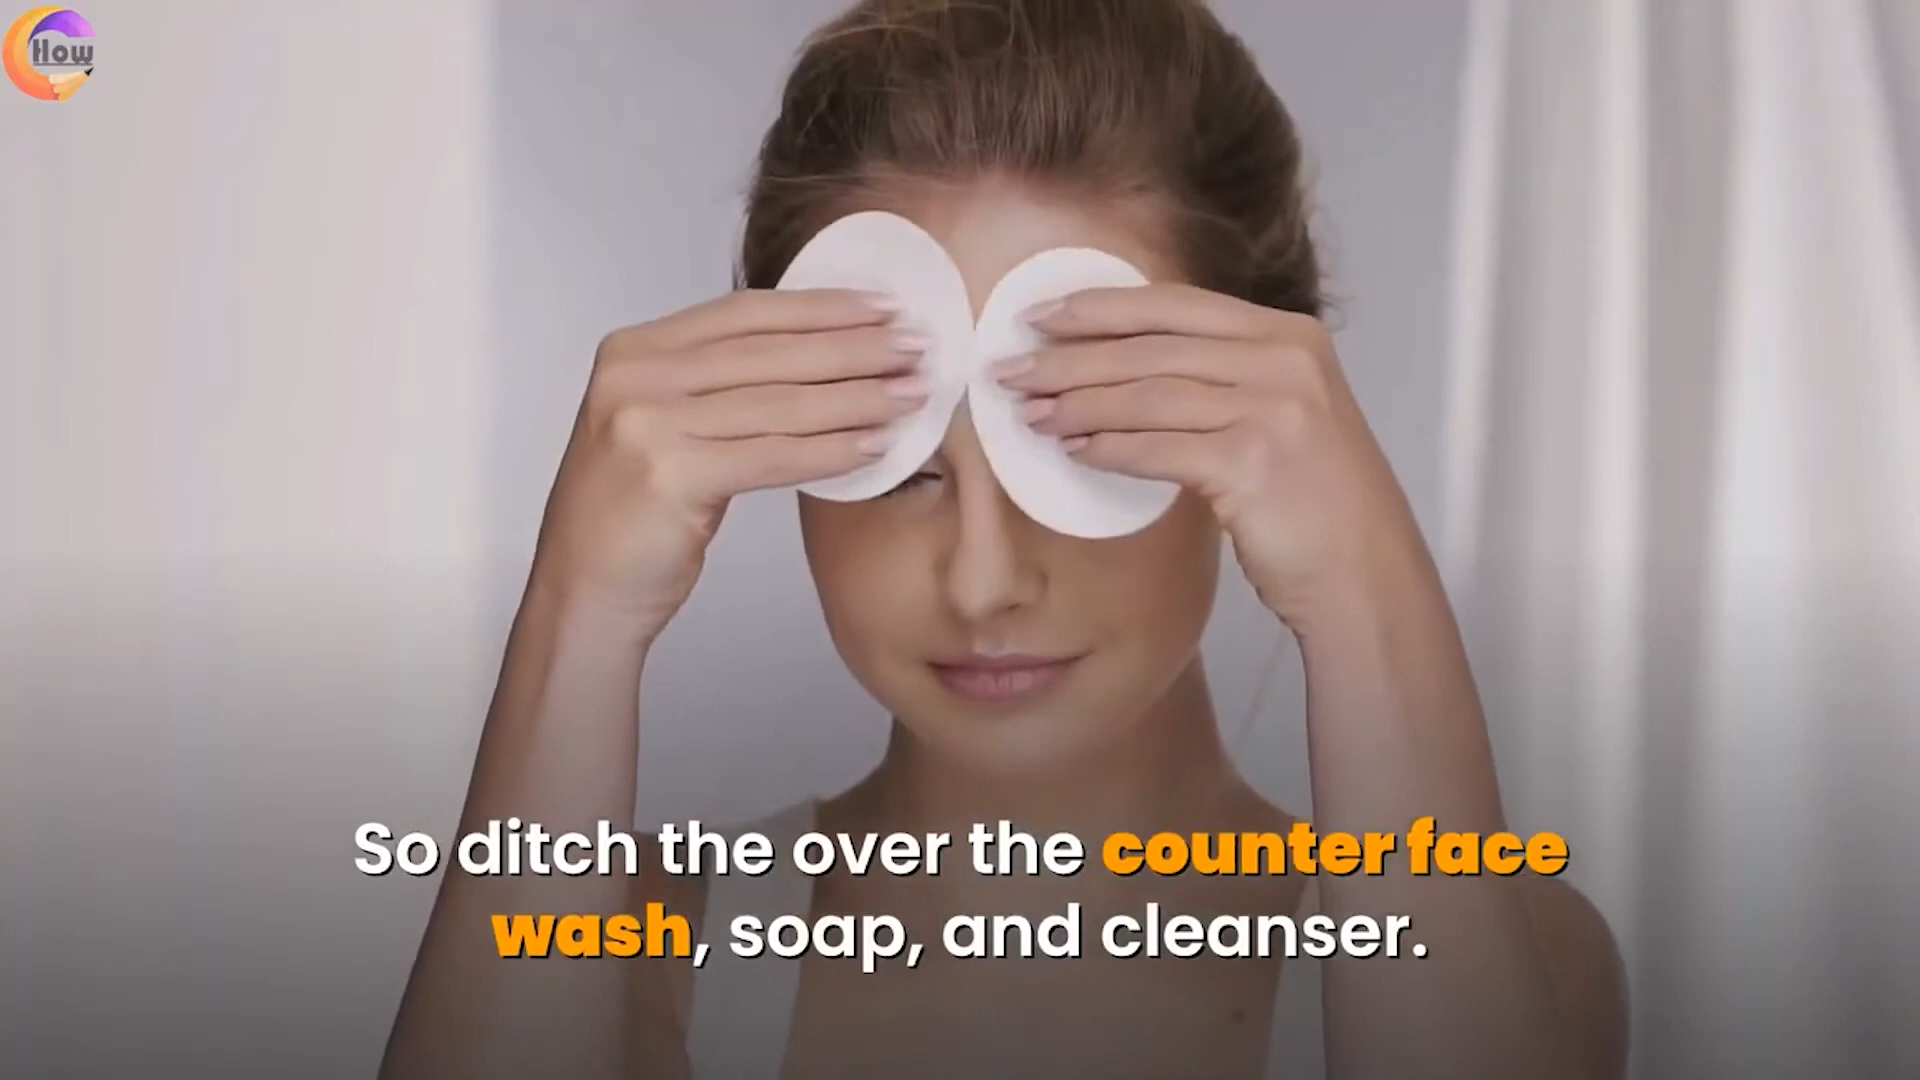 How
So ditch the over the counter face
wash, soap, and cleanser.